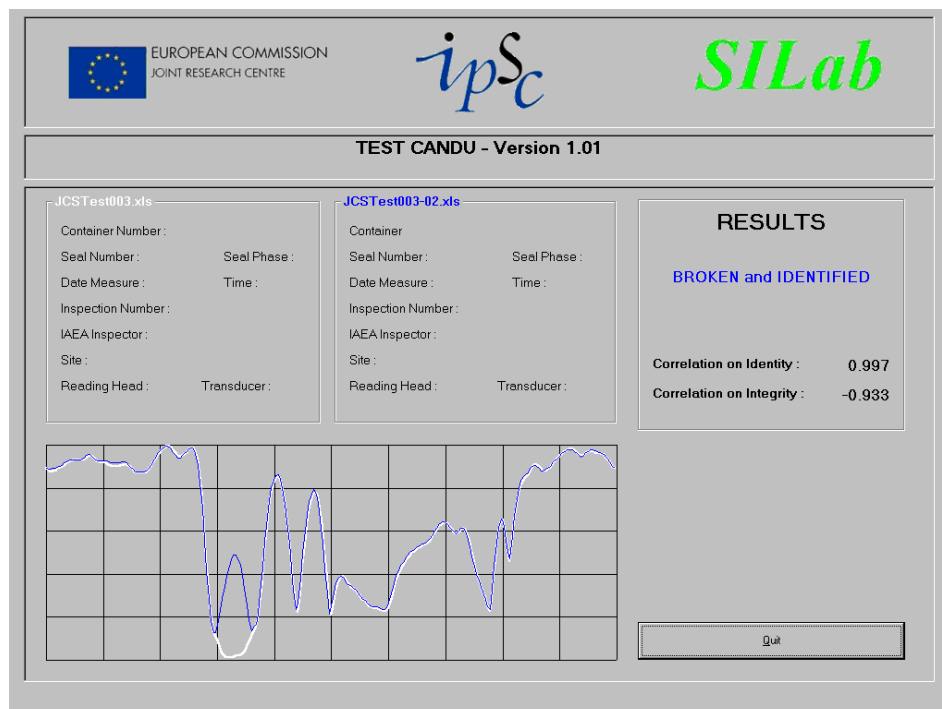 EUROPEAN COMMISSION
JOINT RESEARCH CENTRE
ipSc
SILab
TEST CANDU - Version 1.01
JCSTest003.xls
Container Number :
Seal Number : Seal Phase :
Date Measure : Time :
Inspection Number :
IAEA Inspector :
Site :
Reading Head : Transducer :
JCSTest003-02.xls
Container
Seal Number : Seal Phase :
Date Measure : Time :
Inspection Number :
IAEA Inspector :
Site :
Reading Head : Transducer :
RESULTS
BROKEN and IDENTIFIED
Correlation on Identity : 0.997
Correlation on Integrity : -0.933
Quit